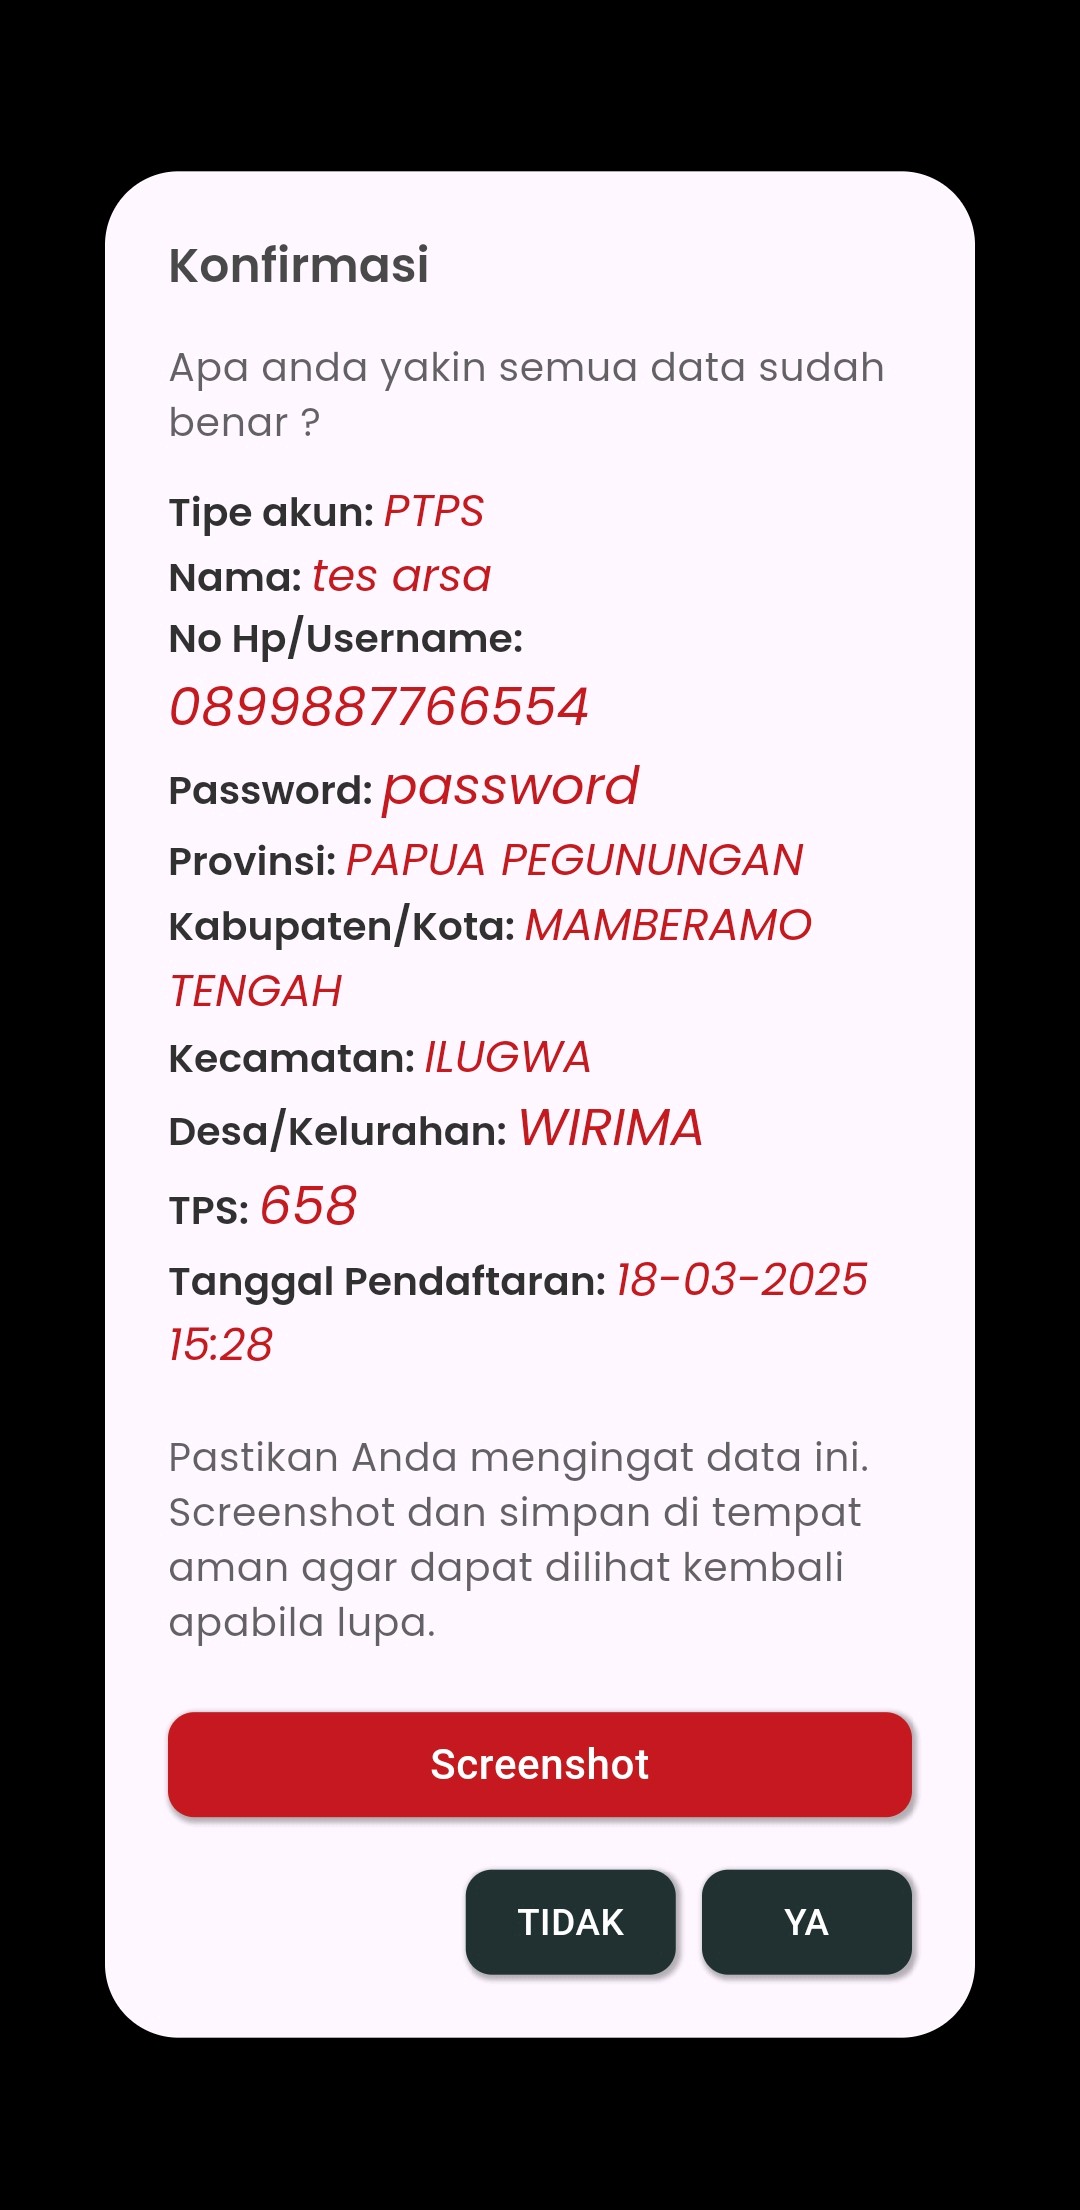 Konfirmasi
Apa anda yakin semua data sudah
benar ?
Tipe akun: PTPS
Nama: tes arsa
No Hp/Username:
0899887766554
Password: password
Provinsi: PAPUA PEGUNUNGAN
Kabupaten/Kota: MAMBERAMO
TENGAH
Kecamatan: ILUGWA
Desa/Kelurahan: WIRIMA
TPS: 658
Tanggal Pendaftaran: 18-03-2025
15:28
Pastikan Anda mengingat data ini.
Screenshot dan simpan di tempat
aman agar dapat dilihat kembali
apabila lupa.
Screenshot
TIDAK YA